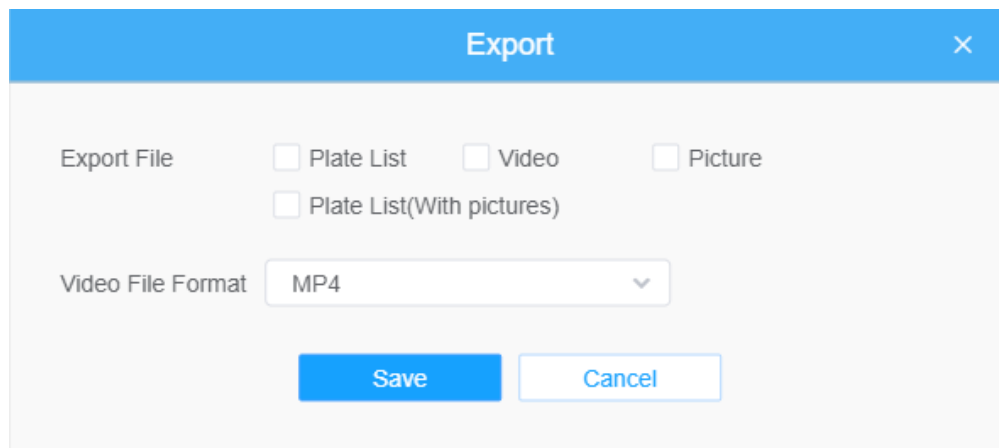 Export
Export File Plate List Video Picture
Plate List(With pictures)
Video File Format MP4
Save Cancel